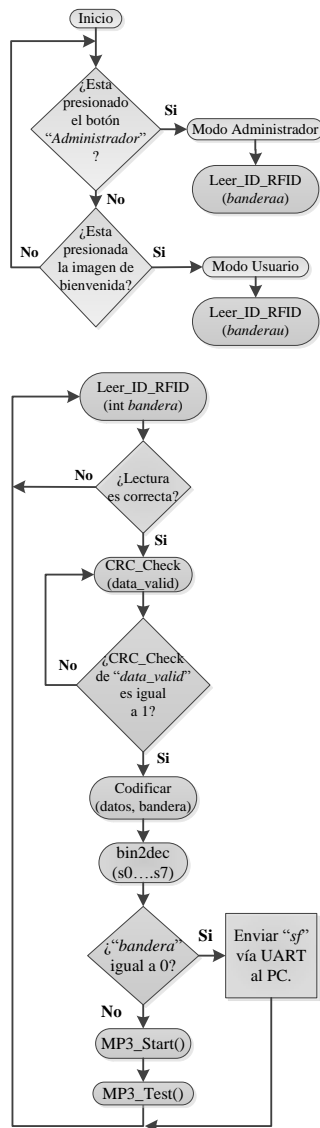 Inicio
¿Esta
presionado
el botón
“Administrador”
?
Si
Modo Administrador
Leer_ID_RFID
(banderaa)
No
¿Esta
presionada
la imagen de
bienvenida?
No
Si
Modo Usuario
Leer_ID_RFID
(banderau)
Leer_ID_RFID
(int bandera)
No
¿Lectura
es correcta?
Si
CRC_Check
(data_valid)
No
¿CRC_Check
de “data_valid”
es igual
a 1?
Si
Codificar
(datos, bandera)
bin2dec
(s0….s7)
¿“bandera”
igual a 0?
Si
Enviar “sf”
vía UART
al PC.
No
MP3_Start()
MP3_Test()